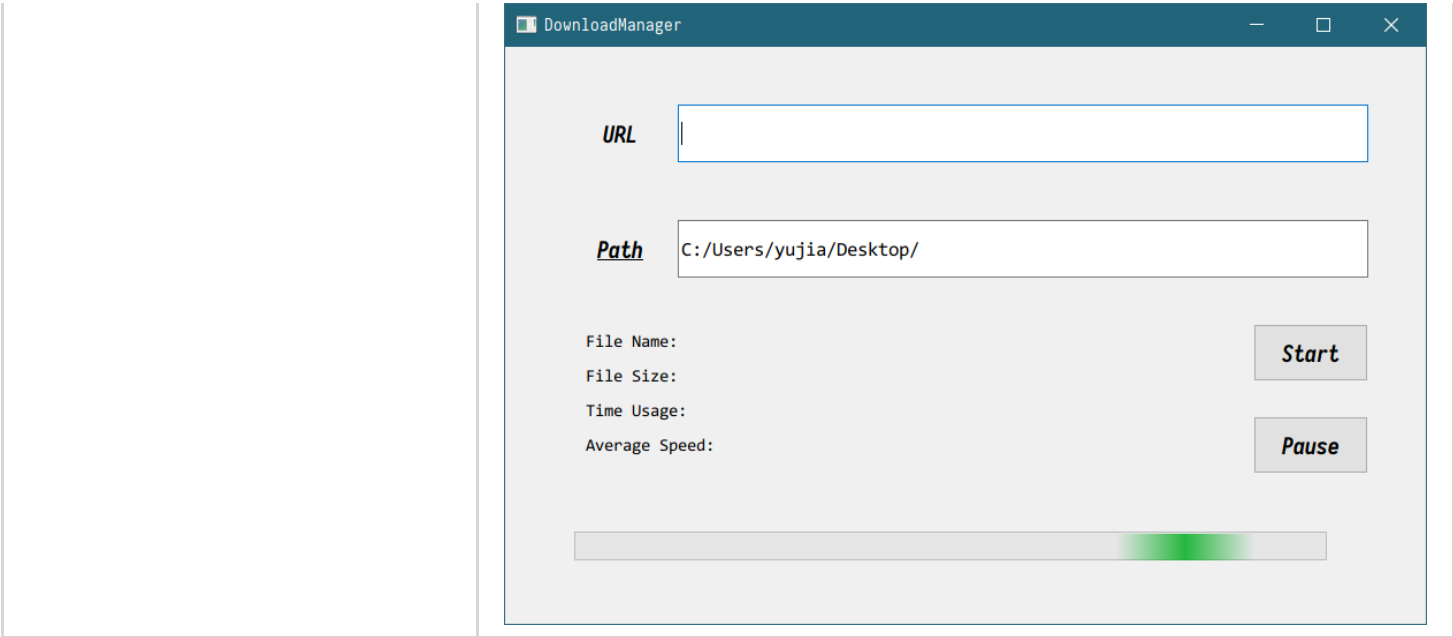 DownloadManager
URL
Path
C:/Users/yujia/Desktop/
File Name:
File Size:
Time Usage:
Average Speed:
Start
Pause